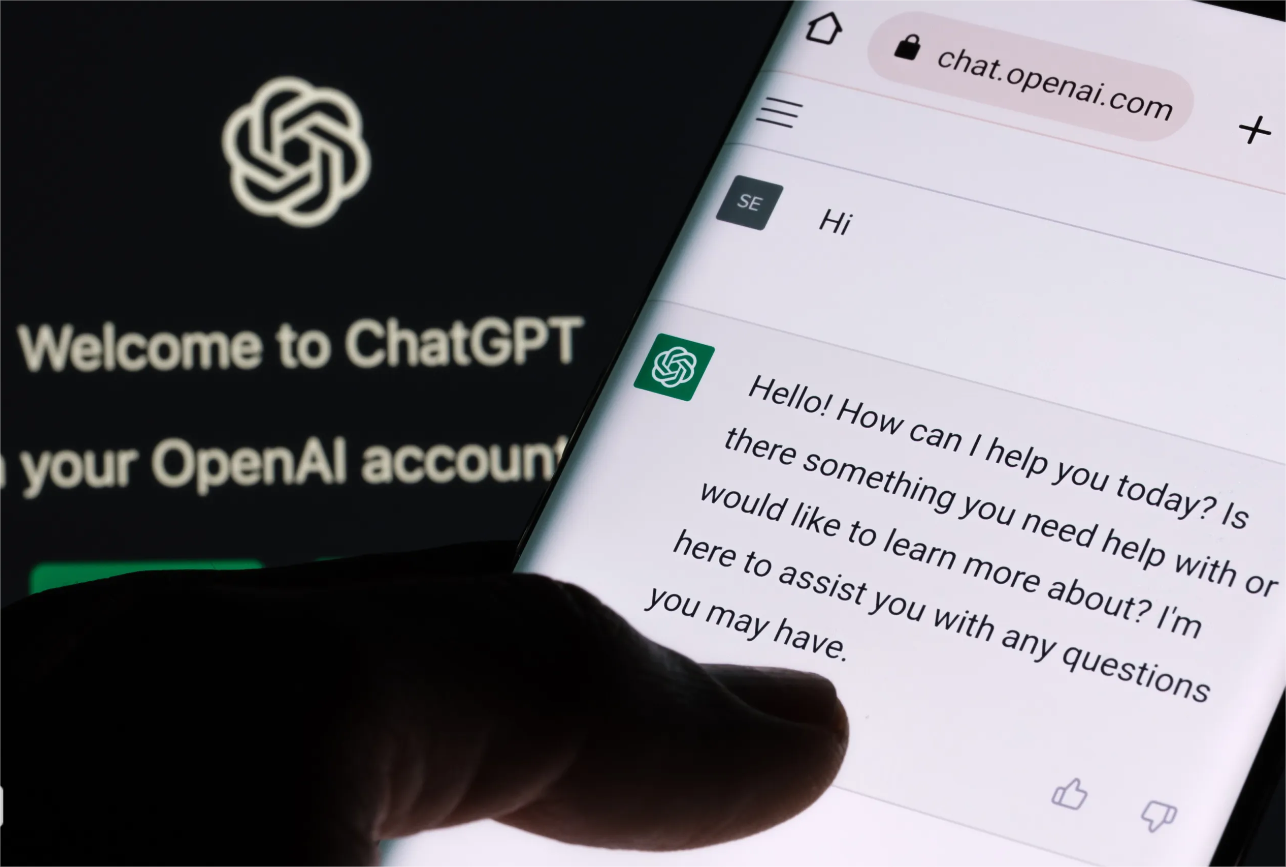 Welcome to ChatGPT
your OpenAI account
chat.openai.com
SE
Hi
Hello! How can I help you today? Is
there something you need help with or
would like to learn more about? I'm
here to assist you with any questions
you may have.